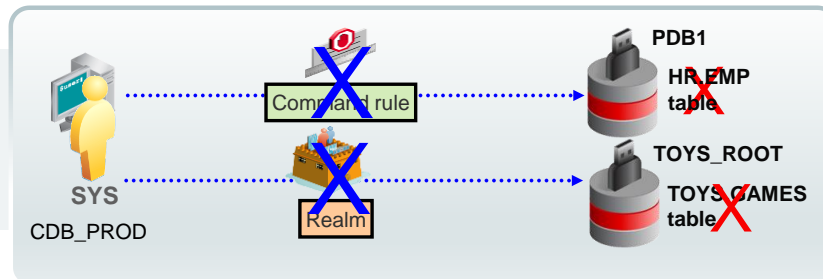 PDB1
HR.EMP
table
Command rule
TOYS_ROOT
TOYS.GAMES
table
Realm
SYS
CDB_PROD